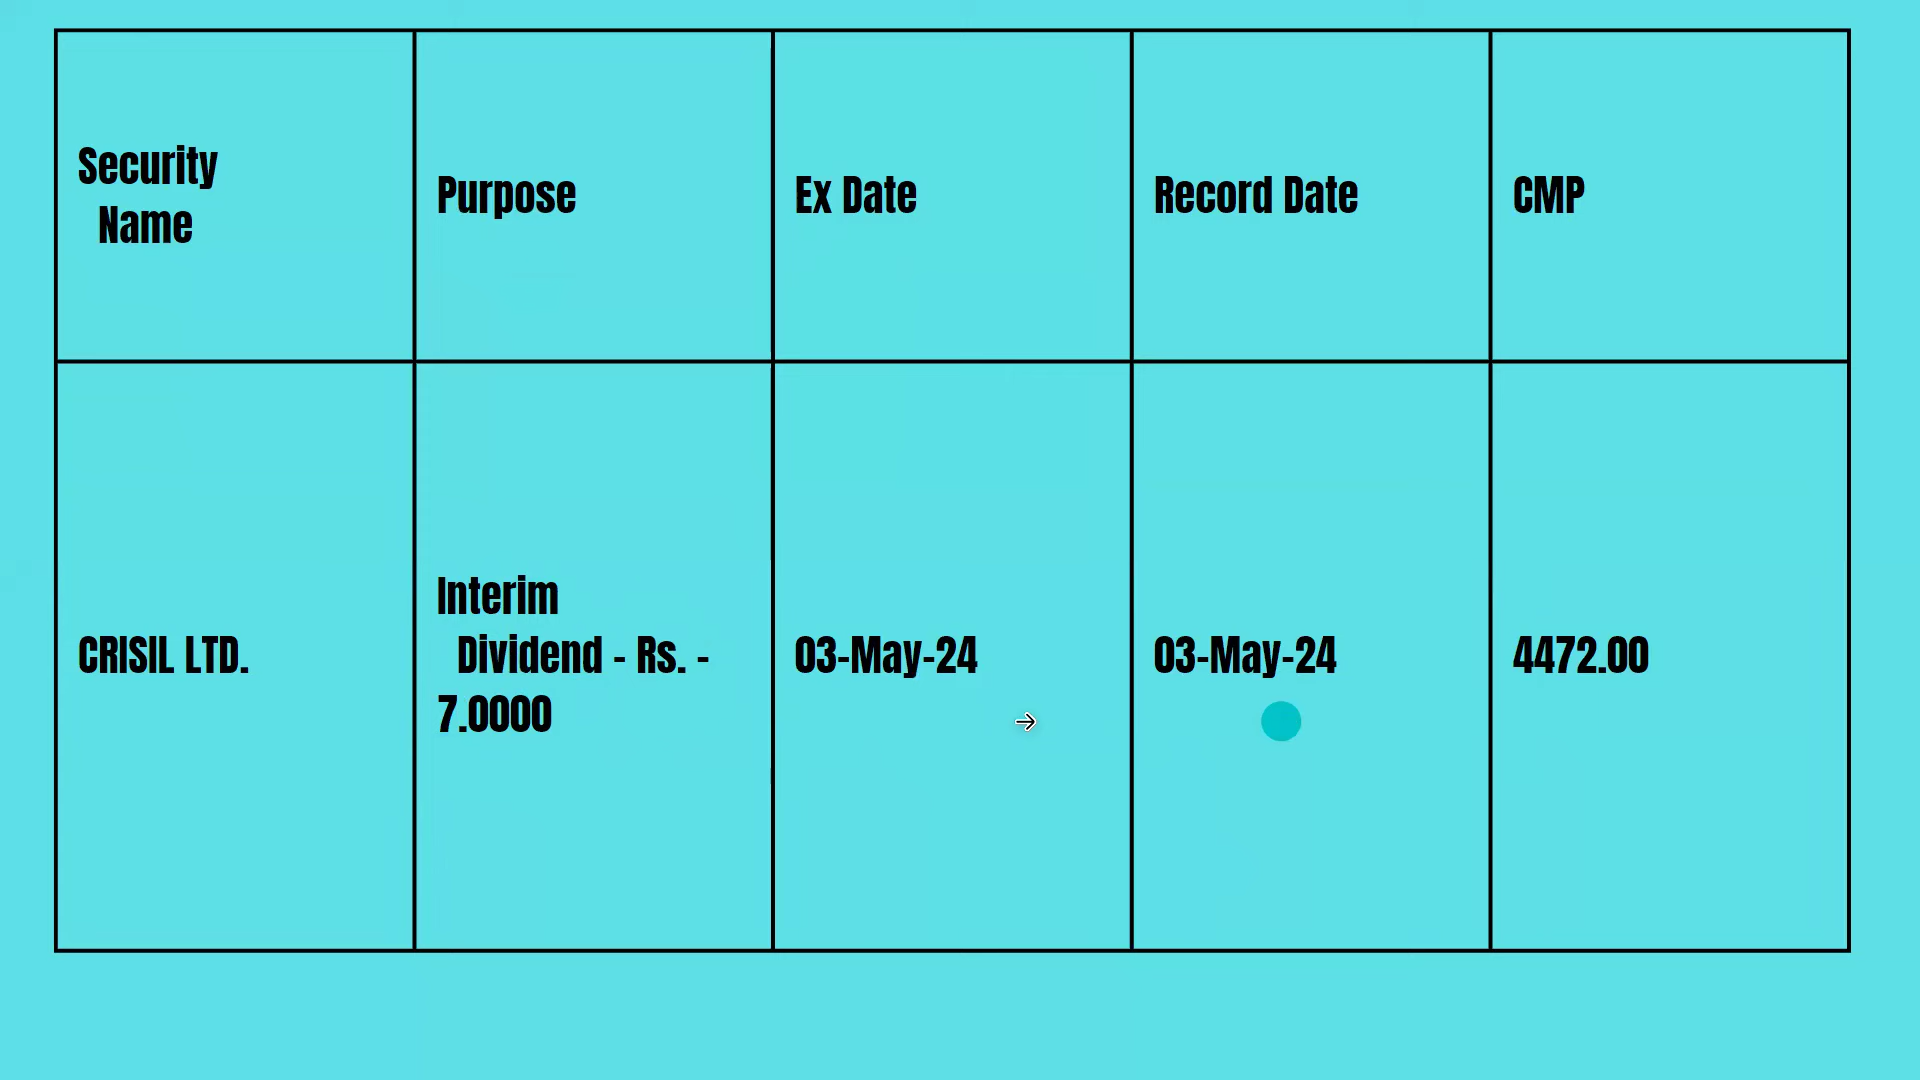 Security
Name
Purpose
Ex Date
Record Date
CMP
CRISIL LTD.
Interim
Dividend - Rs. -
7.0000
03-May-24
03-May-24
4472.00